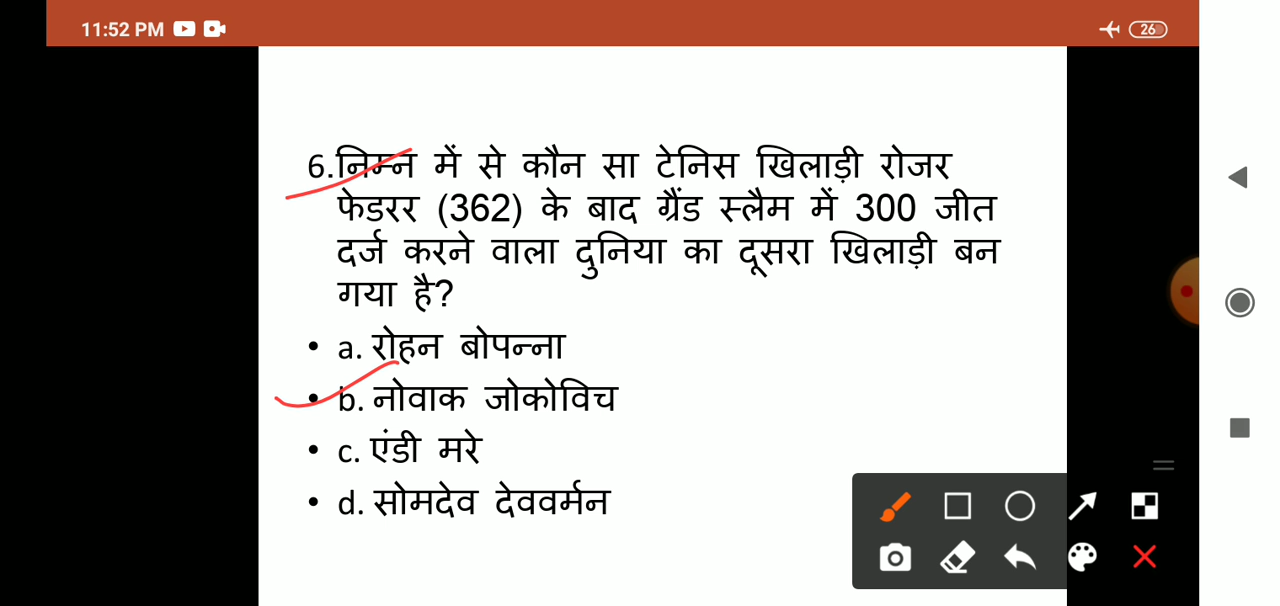 11:52 PM
26
6.निम्न में से कौन सा टेनिस खिलाड़ी रोजर
फेडरर (362) के बाद ग्रैंड स्लैम में 300 जीत
दर्ज करने वाला दुनिया का दूसरा खिलाड़ी बन
गया है?
• a. रोहन बोपन्ना
• b. नोवाक जोकोविच
• c. एंडी मरे
• d. सोमदेव देववर्मन